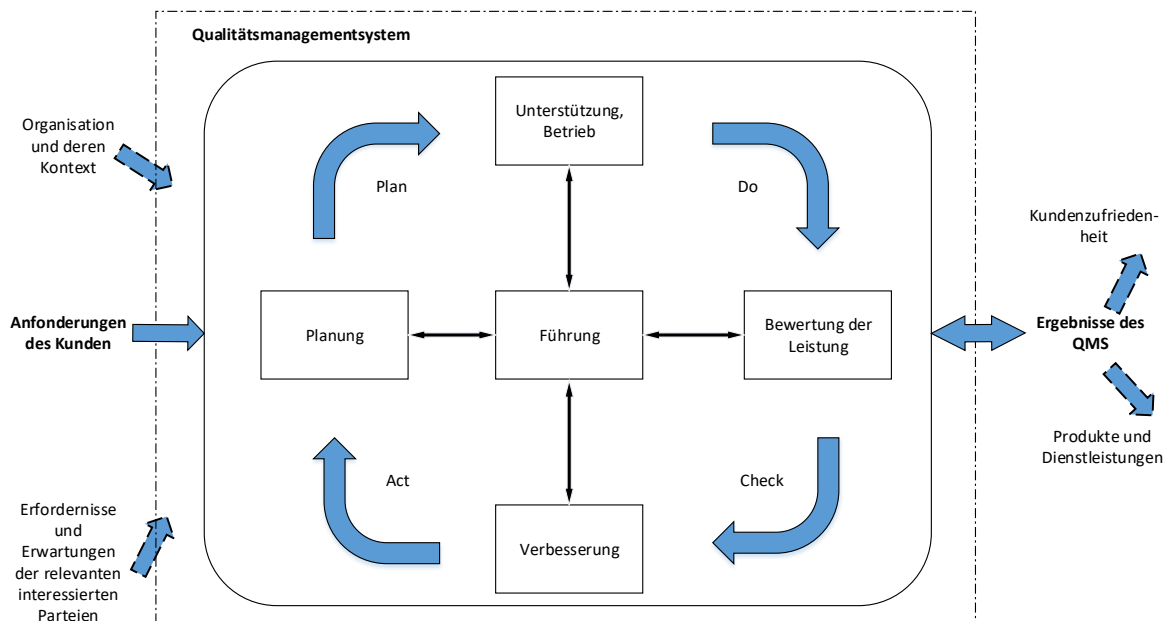 Qualitätsmanagementsystem
Organisation
und deren
Kontext
Unterstützung,
Betrieb
Plan
Do
Kundenzufrieden-
heit
Anfonderungen
des Kunden
Planung
Führung
Bewertung der
Leistung
Ergebnisse des
QMS
Produkte und
Dienstleistungen
Act
Check
Verbesserung
Erfordernisse
und
Erwartungen
der relevanten
interessierten
Parteien